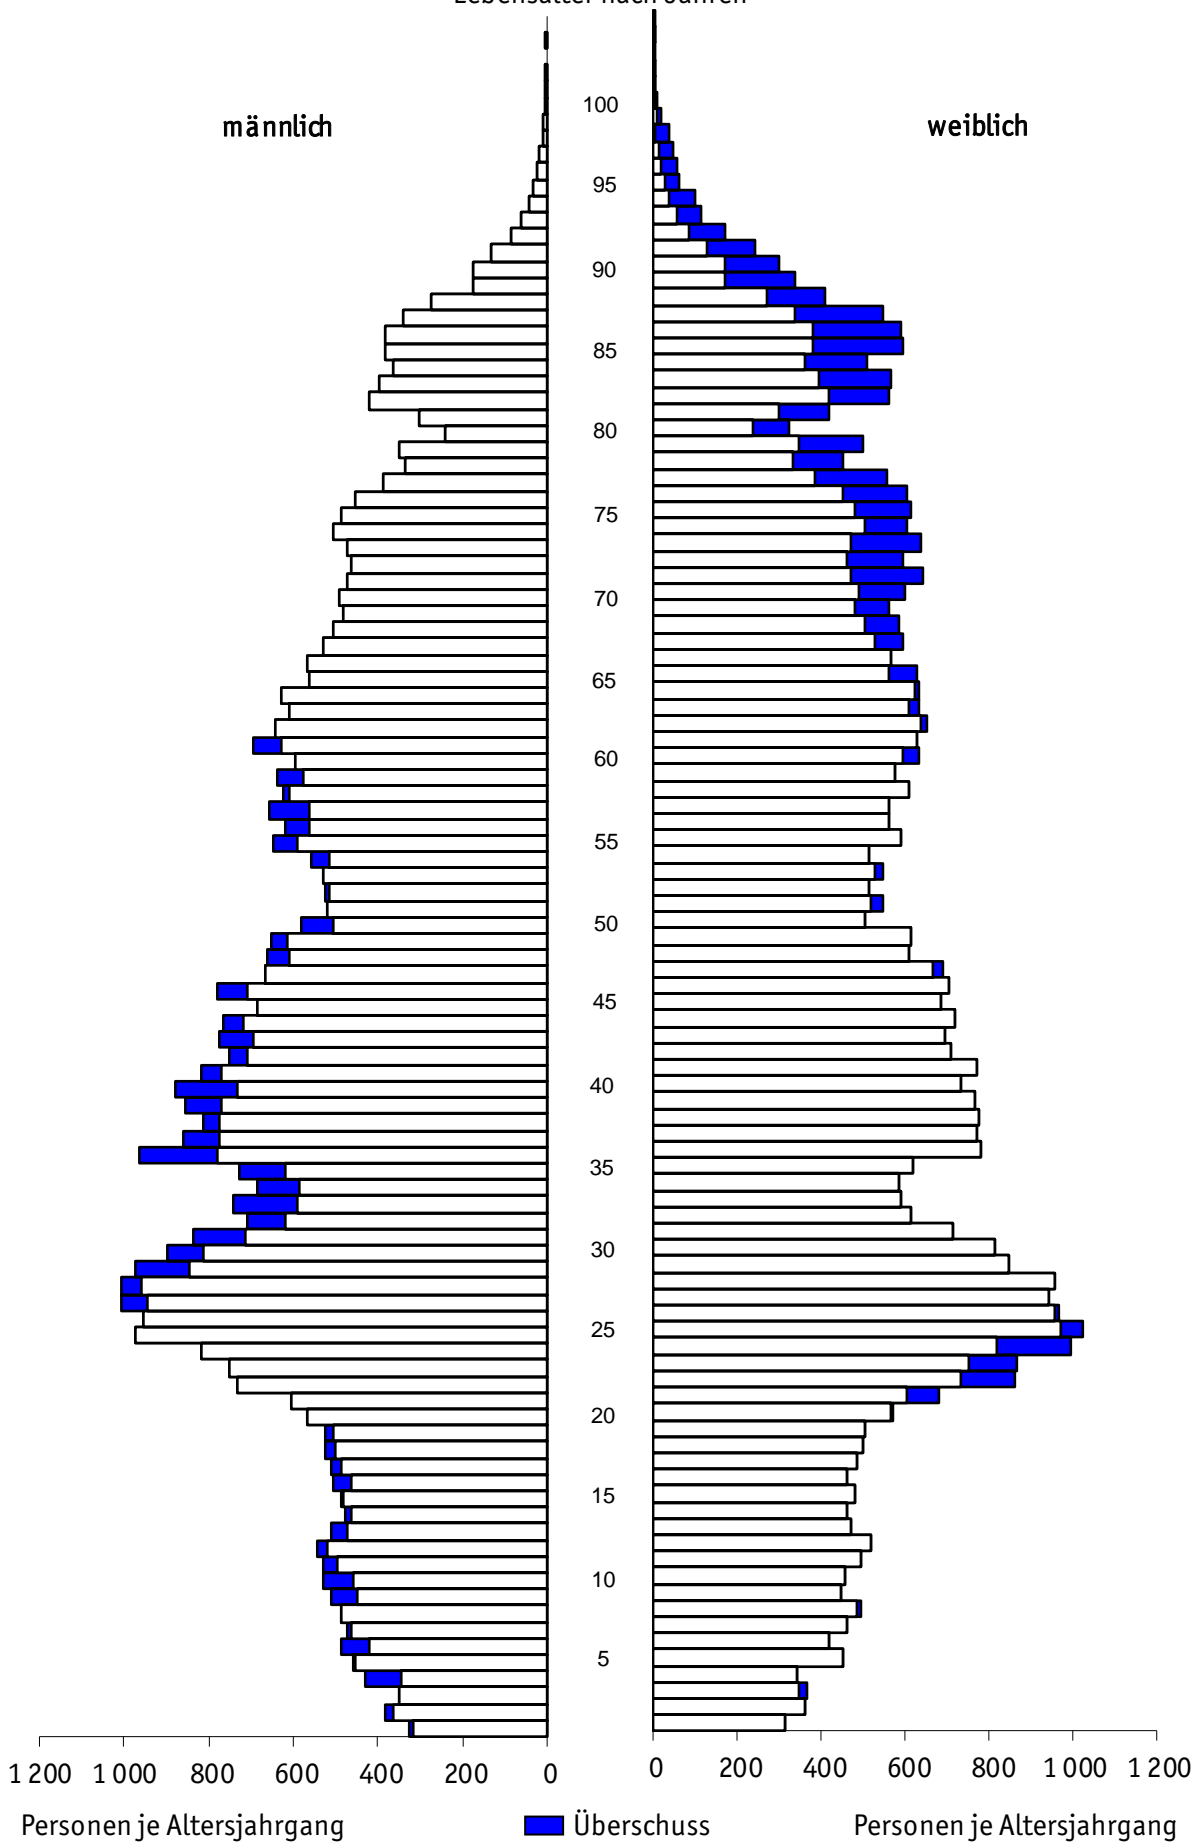 Lebensalter nach Jahren
männlich
weiblich
100
95
90
85
80
75
70
65
60
55
50
45
40
35
30
25
20
15
10
5
1 200 1 000 800 600 400 200 0
0 200 400 600 800 1 000 1 200
Personen je Altersjahrgang
Überschuss
Personen je Altersjahrgang